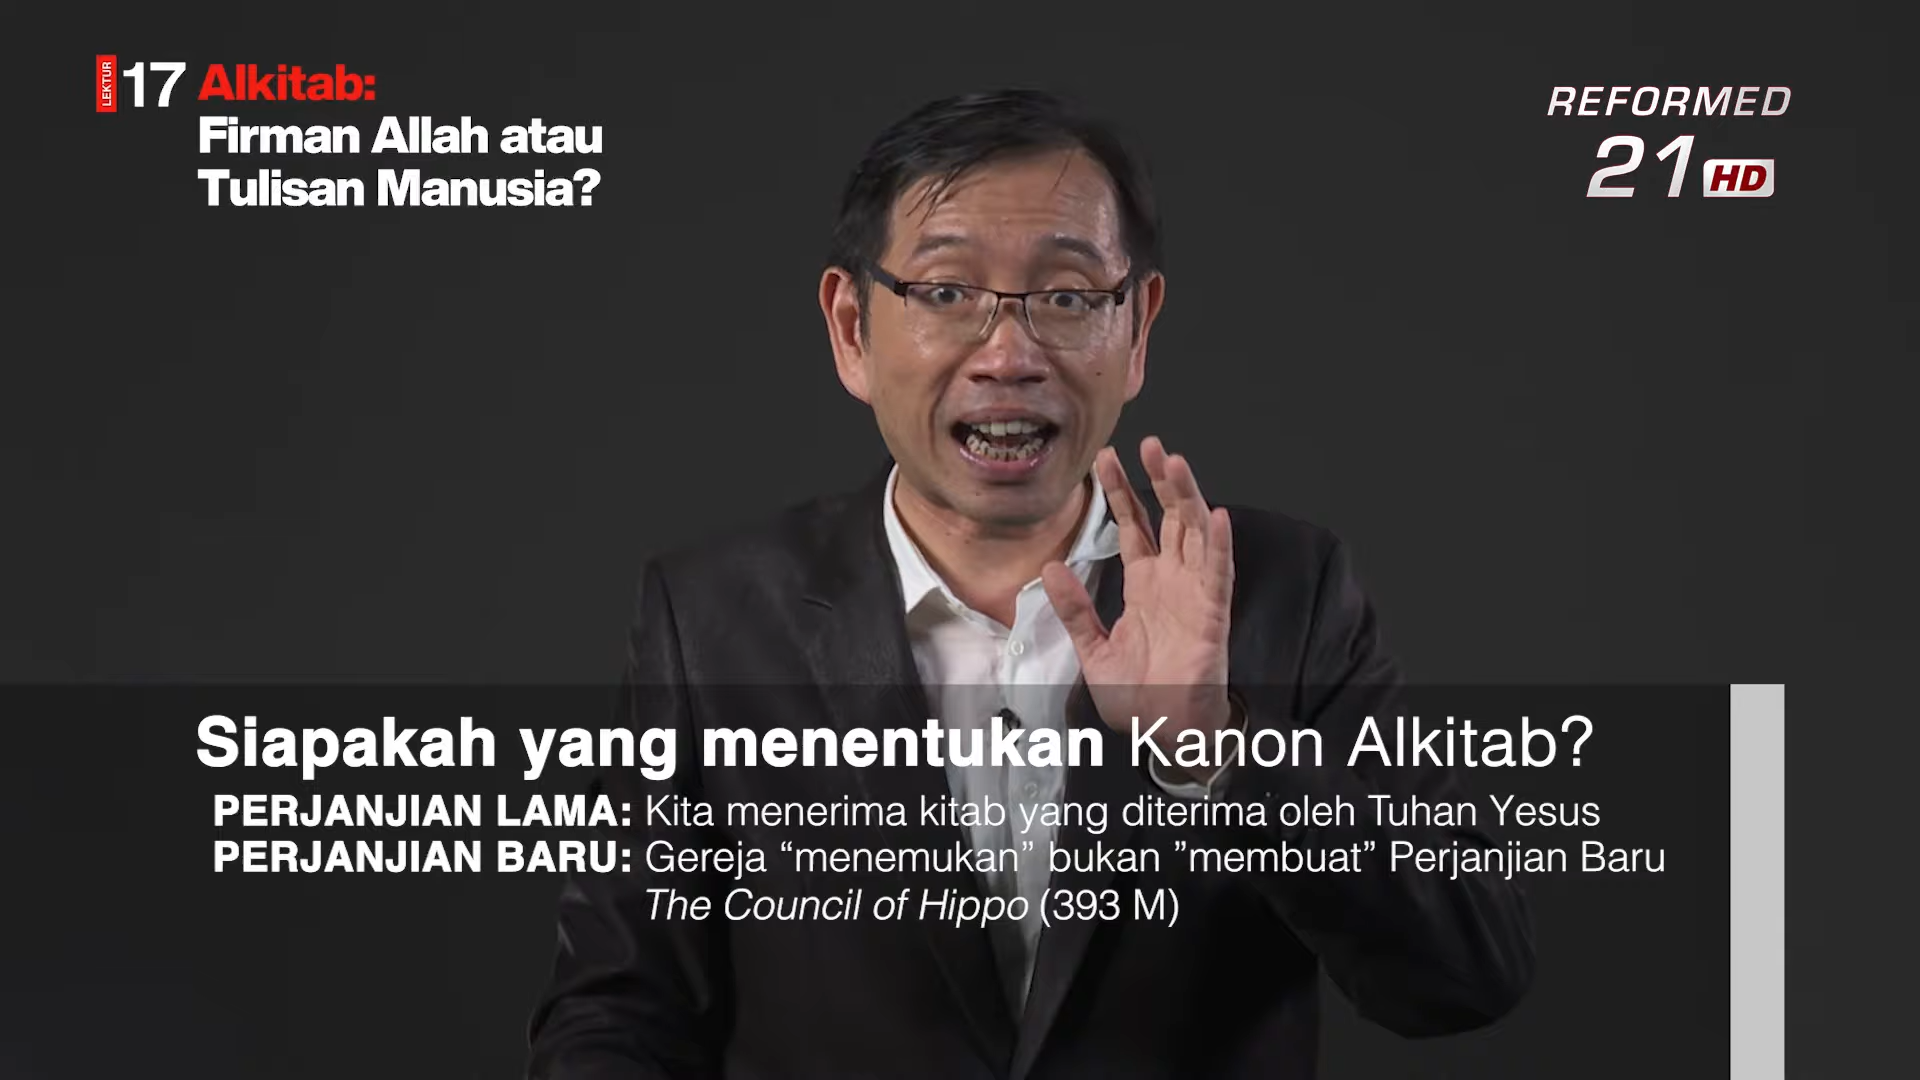 LEKTUR 17 Alkitab:
Firman Allah atau
Tulisan Manusia?
REFORMED
21 HD
Siapakah yang menentukan Kanon Alkitab?
PERJANJIAN LAMA: Kita menerima kitab yang diterima oleh Tuhan Yesus
PERJANJIAN BARU: Gereja “menemukan” bukan ”membuat” Perjanjian Baru
The Council of Hippo (393 M)